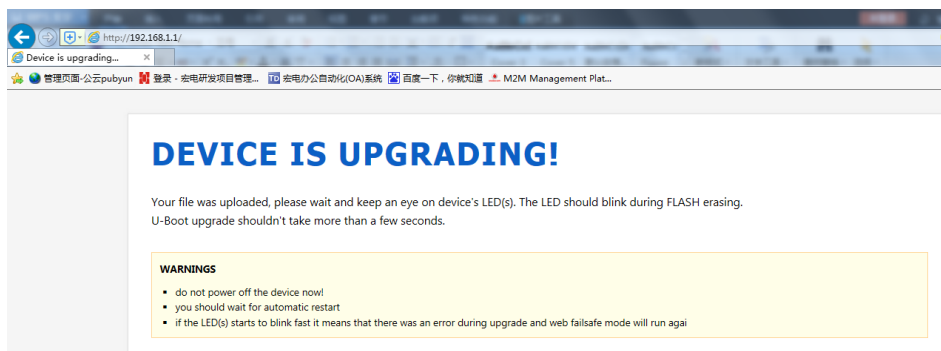 http://192.168.1.1/
Device is upgrading...
管理页面-公云pubyun 登录 - 宏电研发项目管理... TD 宏电办公自动化(OA)系统 百度一下，你就知道 M2M Management Plat...
DEVICE IS UPGRADING!
Your file was uploaded, please wait and keep an eye on device's LED(s). The LED should blink during FLASH erasing.
U-Boot upgrade shouldn't take more than a few seconds.
WARNINGS
do not power off the device now!
you should wait for automatic restart
if the LED(s) starts to blink fast it means that there was an error during upgrade and web failsafe mode will run agai